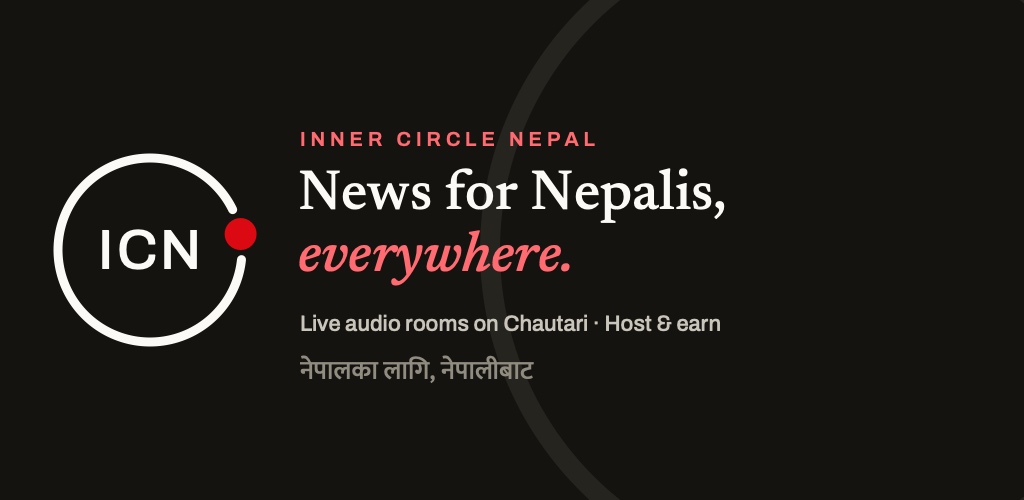 ICN
INNER CIRCLE NEPAL
News for Nepalis,
everywhere.
Live audio rooms on Chautari · Host & earn
नेपालका लागि, नेपालीबाट